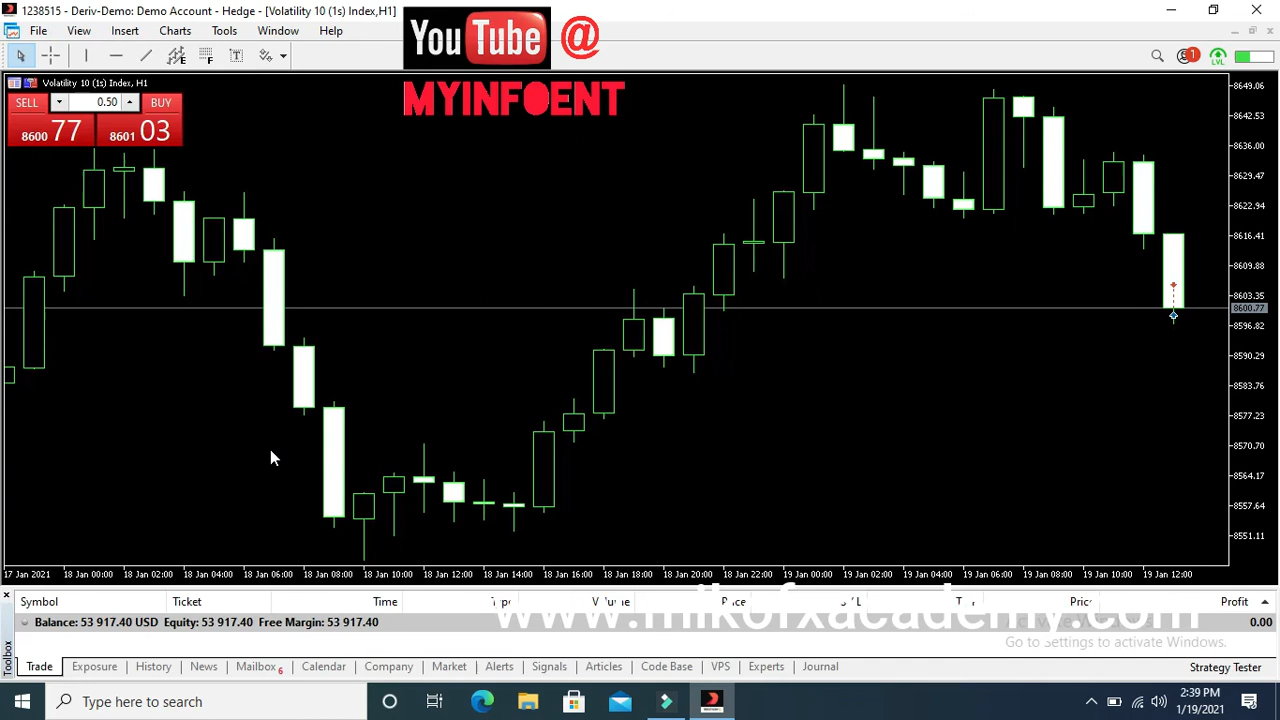 1238515 - Deriv-Demo: Demo Account - Hedge - [Volatility 10 (1s) Index,H1]
File View Insert Charts Tools Window Help
YouTube @
MYINFOENT
LVL 1
Volatility 10 (1s) Index, H1
SELL 0.50 BUY
8600 77 8601 03
8649.06
8642.53
8636.00
8629.47
8622.94
8616.41
8609.88
8603.35
8600.77
8596.82
8590.29
8583.76
8577.23
8570.70
8564.17
8557.64
8551.11
17 Jan 2021 18 Jan 00:00 18 Jan 02:00 18 Jan 04:00 18 Jan 06:00 18 Jan 08:00 18 Jan 10:00 18 Jan 12:00 18 Jan 14:00 18 Jan 16:00 18 Jan 18:00 18 Jan 20:00 18 Jan 22:00 19 Jan 00:00 19 Jan 02:00 19 Jan 04:00 19 Jan 06:00 19 Jan 08:00 19 Jan 10:00 19 Jan 12:00
Symbol Ticket Time Type Volume Price S / L T / P Price Profit
www.mikofxacademy.com
Balance: 53 917.40 USD Equity: 53 917.40 Free Margin: 53 917.40 0.00
Activate Windows
Go to Settings to activate Windows.
Toolbox
Trade Exposure History News Mailbox 6 Calendar Company Market Alerts Signals Articles Code Base VPS Experts Journal Strategy Tester
Type here to search
2:39 PM
1/19/2021